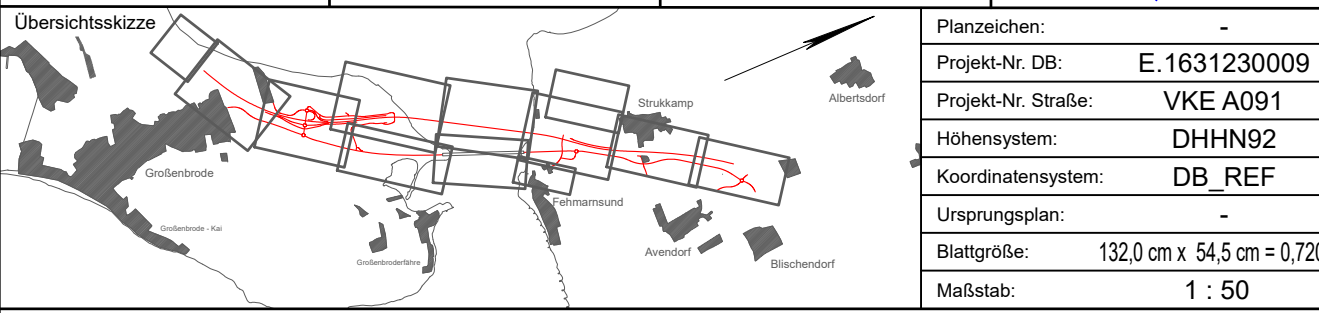 Übersichtsskizze
Strukkamp
Albertsdorf
Großenbrode
Großenbrode - Kai
Großenbroderfähre
Fehmarnsund
Avendorf
Blischendorf
Planzeichen: -
Projekt-Nr. DB: E.1631230009
Projekt-Nr. Straße: VKE A091
Höhensystem: DHHN92
Koordinatensystem: DB_REF
Ursprungsplan: -
Blattgröße: 132,0 cm x 54,5 cm = 0,720
Maßstab: 1 : 50